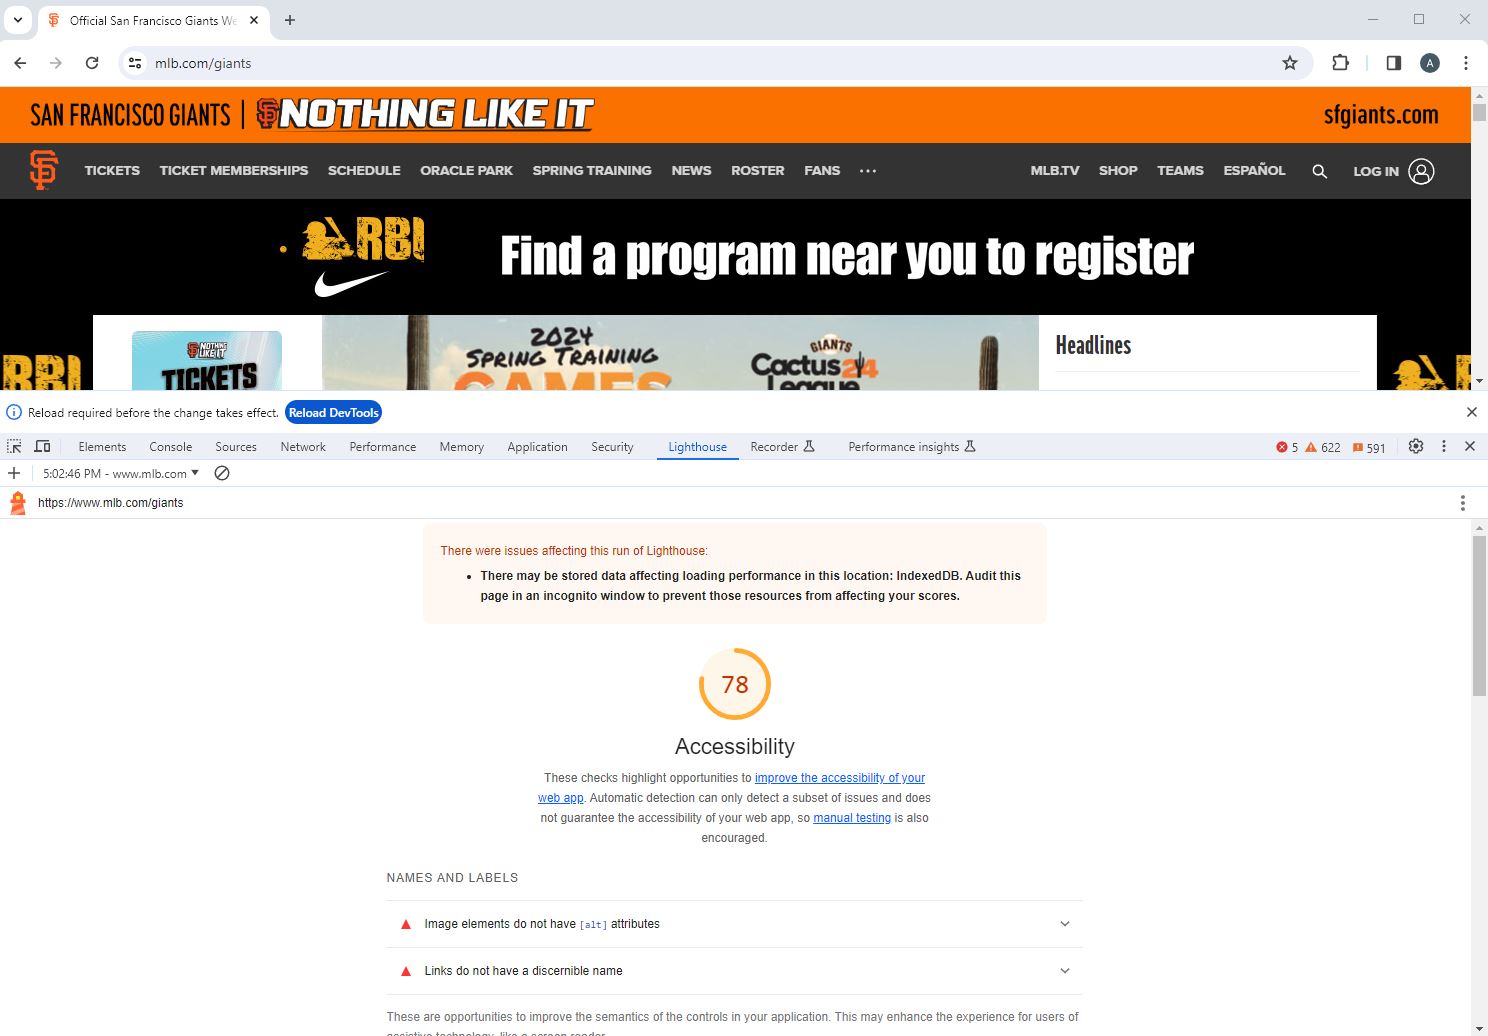 Official San Francisco Giants We
mlb.com/giants
A
SAN FRANCISCO GIANTS | SF NOTHING LIKE IT
sfgiants.com
SF TICKETS TICKET MEMBERSHIPS SCHEDULE ORACLE PARK SPRING TRAINING NEWS ROSTER FANS ... MLB.TV SHOP TEAMS ESPAÑOL LOG IN
RBI
Find a program near you to register
RBI
NOTHING
LIKE IT
TICKETS
2024
SPRING TRAINING
GAMES
GIANTS
Cactus 24
League
Headlines
Reload required before the change takes effect. Reload DevTools
Elements Console Sources Network Performance Memory Application Security Lighthouse Recorder Performance insights 5 622 591
5:02:46 PM - www.mlb.com
https://www.mlb.com/giants
There were issues affecting this run of Lighthouse:
• There may be stored data affecting loading performance in this location: IndexedDB. Audit this
page in an incognito window to prevent those resources from affecting your scores.
78
Accessibility
These checks highlight opportunities to improve the accessibility of your
web app. Automatic detection can only detect a subset of issues and does
not guarantee the accessibility of your web app, so manual testing is also
encouraged.
NAMES AND LABELS
Image elements do not have [alt] attributes
Links do not have a discernible name
These are opportunities to improve the semantics of the controls in your application. This may enhance the experience for users of
assistive technology, like a screen reader.